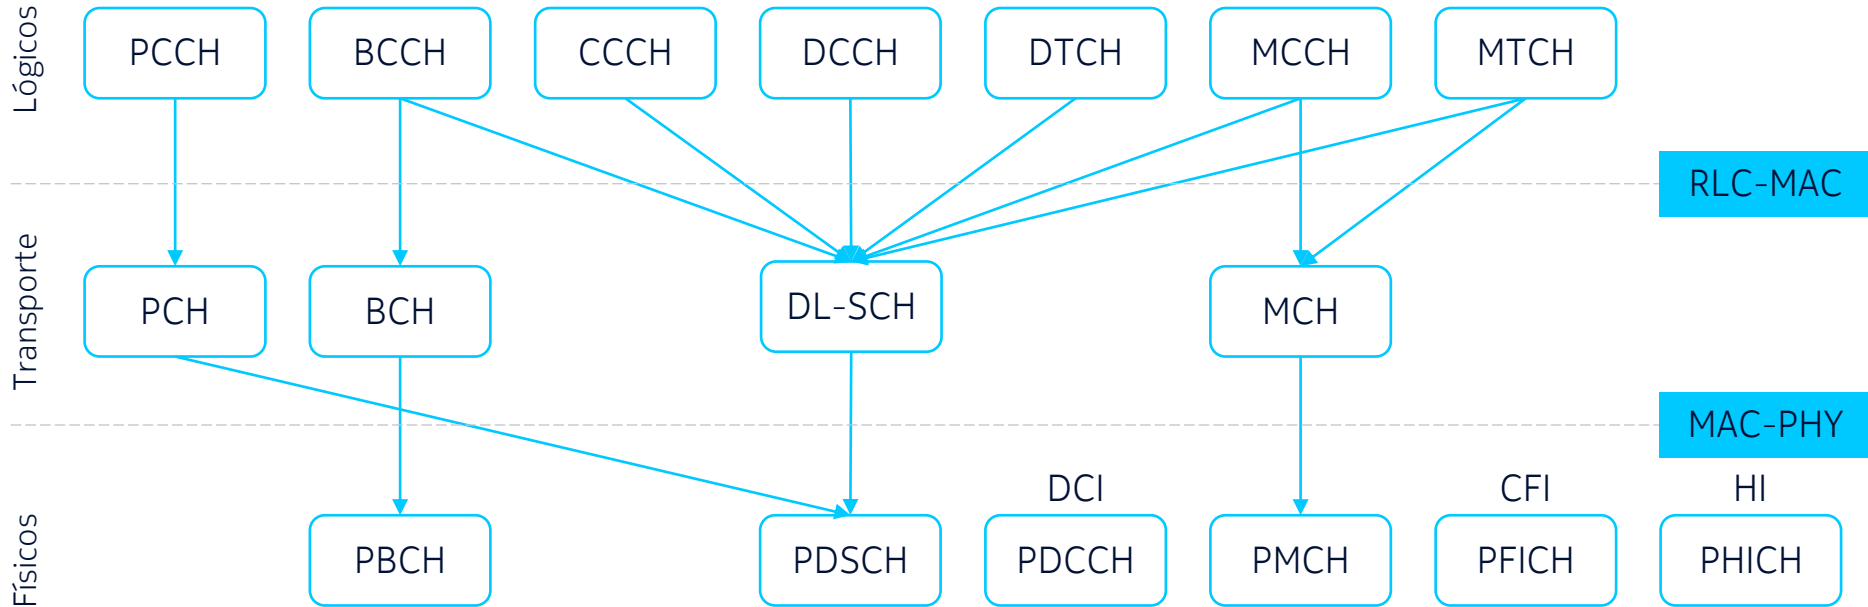 Lógicos
PCCH
BCCH
CCCH
DCCH
DTCH
MCCH
MTCH
RLC-MAC
Transporte
PCH
BCH
DL-SCH
MCH
MAC-PHY
DCI
CFI
HI
Físicos
PBCH
PDSCH
PDCCH
PMCH
PFICH
PHICH